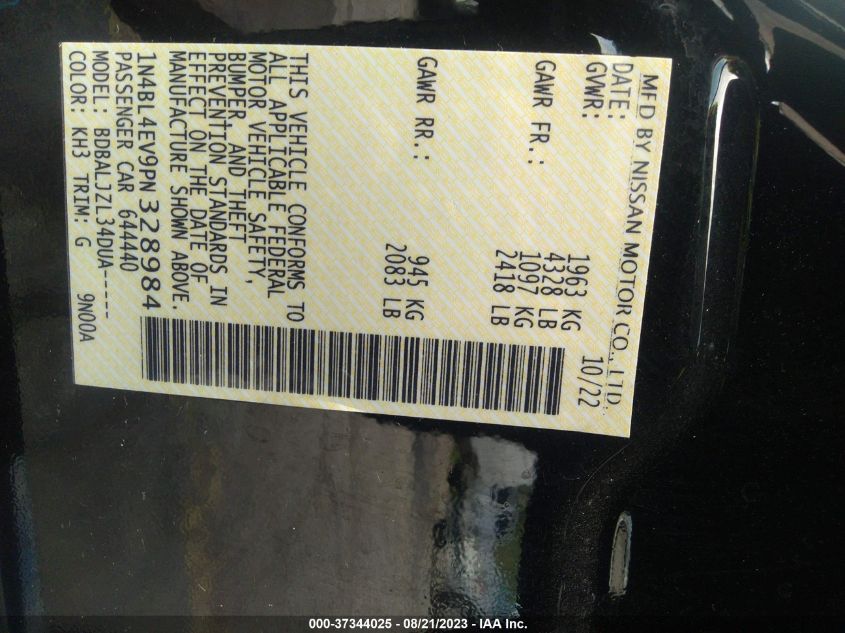 MFD BY NISSAN MOTOR CO., LTD.
DATE: 10/22
GVWR: 1963 KG
4328 LB
GAWR FR.: 1097 KG
2418 LB
GAWR RR.: 945 KG
2083 LB
THIS VEHICLE CONFORMS TO
ALL APPLICABLE FEDERAL
MOTOR VEHICLE SAFETY,
BUMPER, AND THEFT
PREVENTION STANDARDS IN
EFFECT ON THE DATE OF
MANUFACTURE SHOWN ABOVE.
1N4BL4EV9PN328984
PASSENGER CAR 644440
MODEL: BDBALJZL34DUA-----
COLOR: KH3 TRIM: G 9N00A
000-37344025 - 08/21/2023 - IAA Inc.